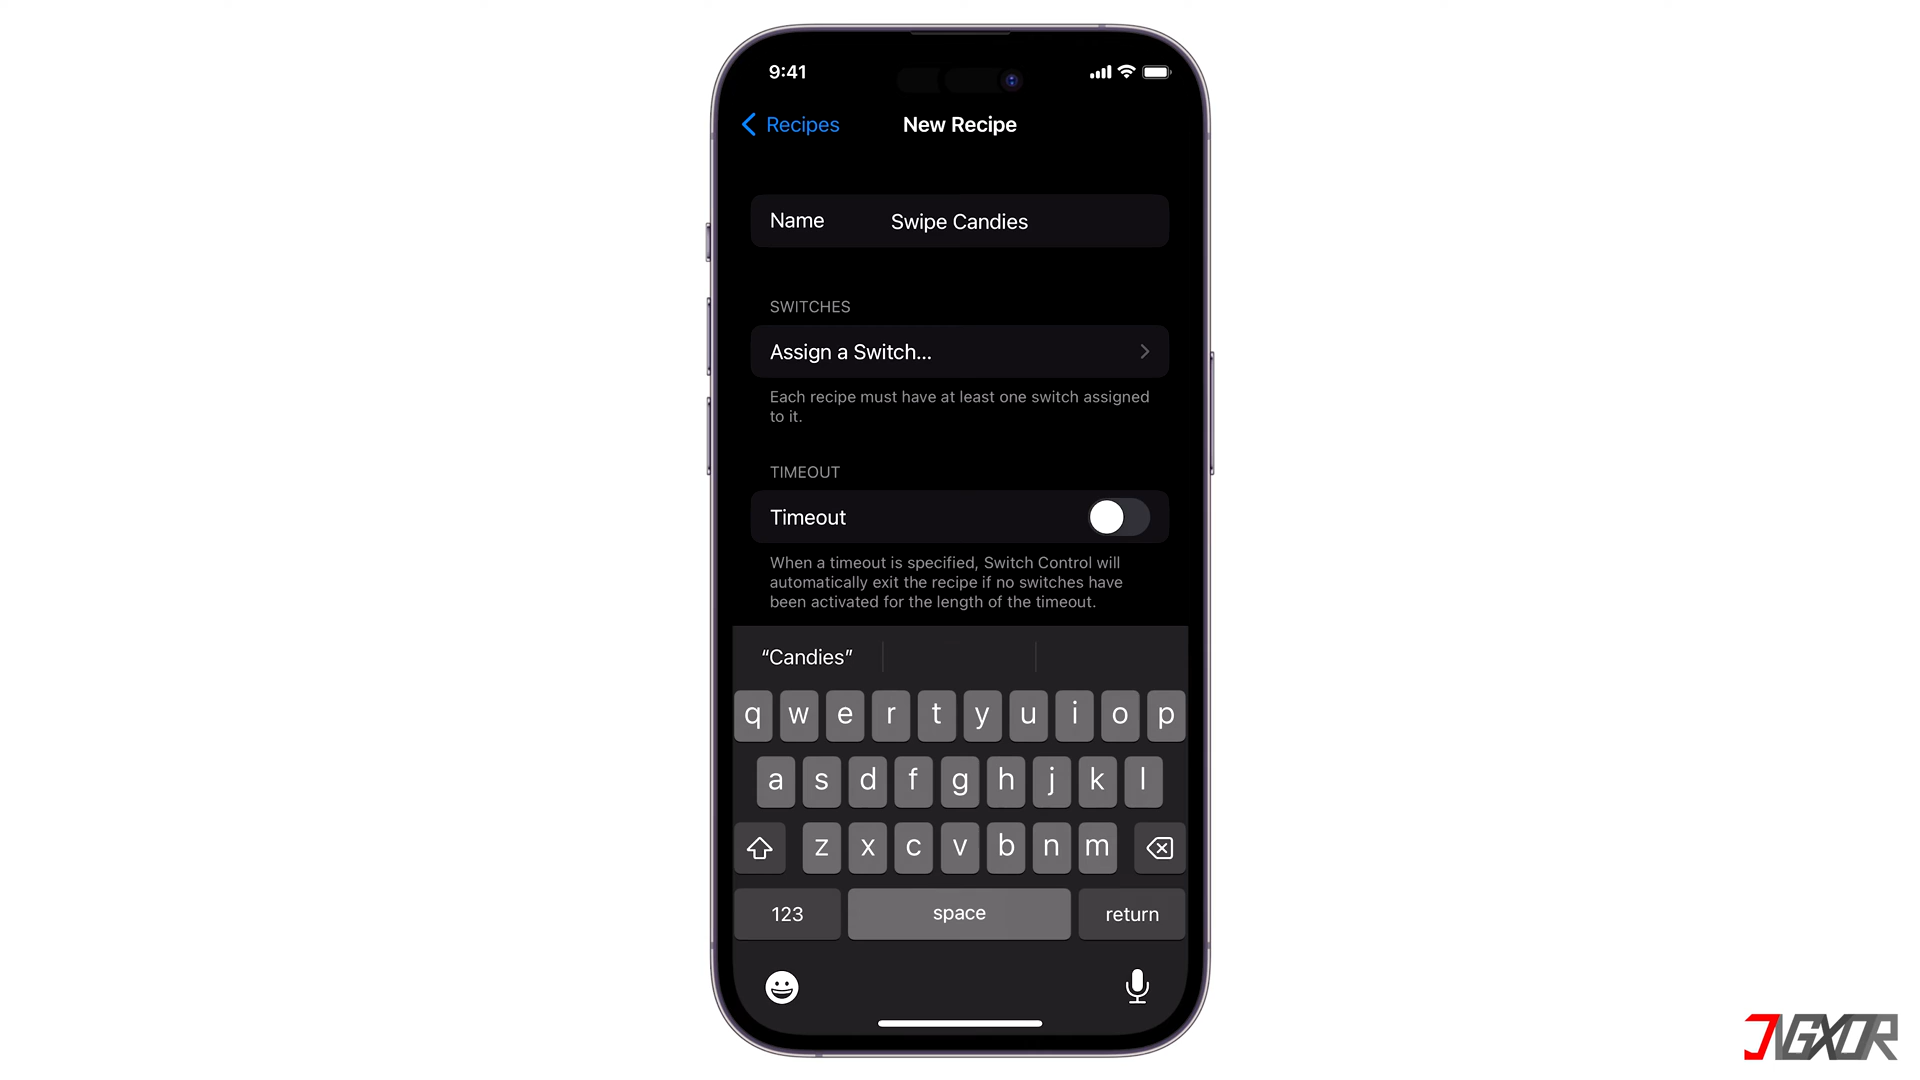 9:41
Recipes
New Recipe
Name Swipe Candies
SWITCHES
Assign a Switch...
Each recipe must have at least one switch assigned
to it.
TIMEOUT
Timeout
When a timeout is specified, Switch Control will
automatically exit the recipe if no switches have
been activated for the length of the timeout.
“Candies”
q w e r t y u i o p
a s d f g h j k l
z x c v b n m
123 space return